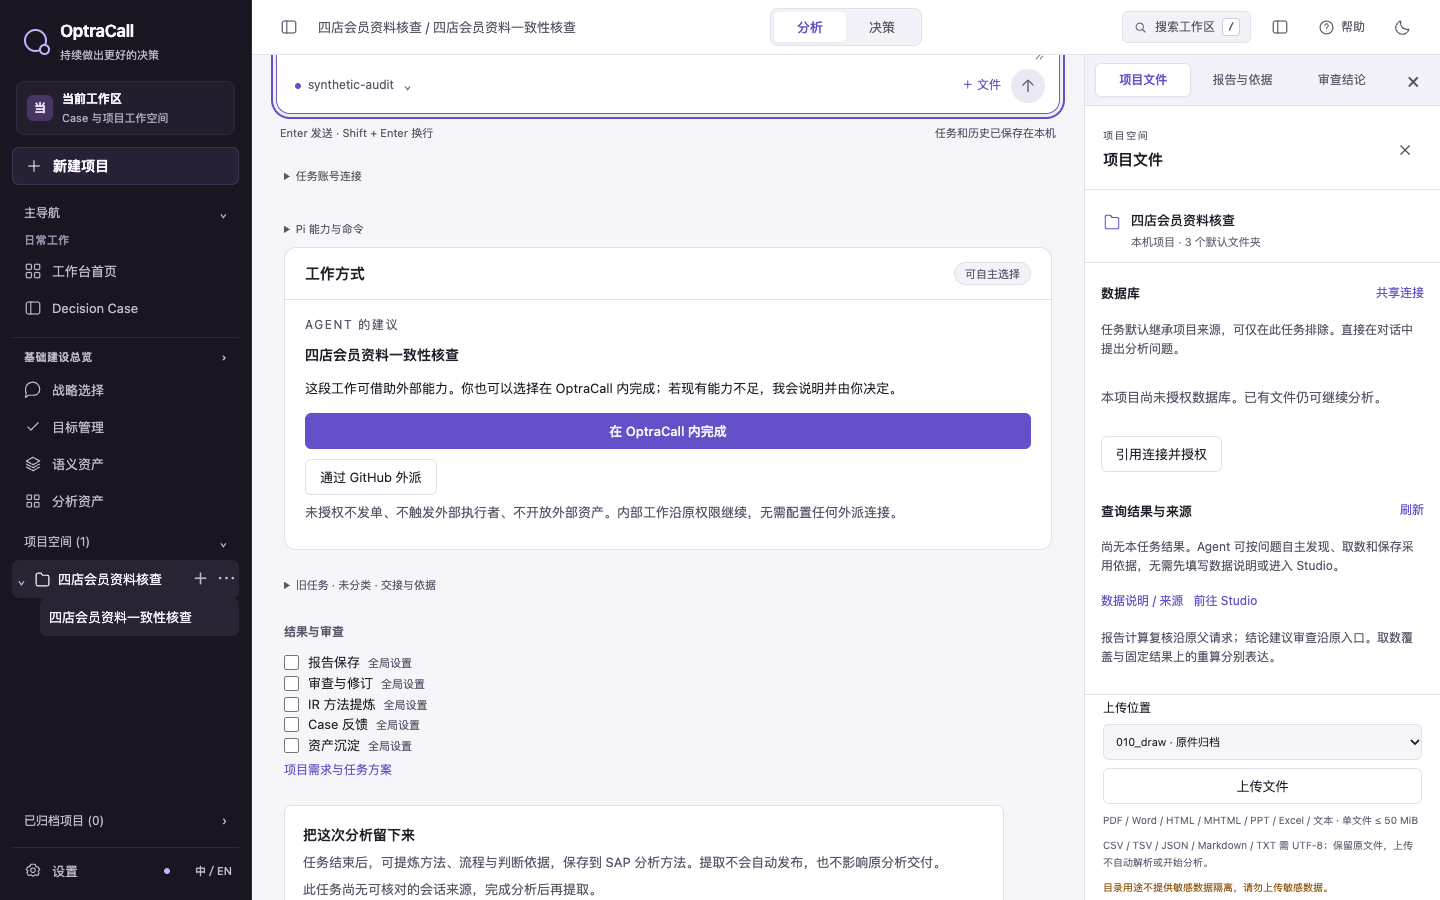 OptraCall
持续做出更好的决策
当
当前工作区
Case 与项目工作空间
新建项目
主导航
日常工作
工作台首页
Decision Case
基础建设总览
战略选择
目标管理
语义资产
分析资产
项目空间 (1)
四店会员资料核查
四店会员资料一致性核查
已归档项目 (0)
设置
中 / EN
四店会员资料核查 / 四店会员资料一致性核查
分析
决策
搜索工作区 /
帮助
synthetic-audit
+ 文件
Enter 发送 · Shift + Enter 换行
任务和历史已保存在本机
任务账号连接
Pi 能力与命令
工作方式
可自主选择
AGENT 的建议
四店会员资料一致性核查
这段工作可借助外部能力。你也可以选择在 OptraCall 内完成；若现有能力不足，我会说明并由你决定。
在 OptraCall 内完成
通过 GitHub 外派
未授权不发单、不触发外部执行者、不开放外部资产。内部工作沿原权限继续，无需配置任何外派连接。
旧任务 · 未分类 · 交接与依据
结果与审查
报告保存 全局设置
审查与修订 全局设置
IR 方法提炼 全局设置
Case 反馈 全局设置
资产沉淀 全局设置
项目需求与任务方案
把这次分析留下来
任务结束后，可提炼方法、流程与判断依据，保存到 SAP 分析方法。提取不会自动发布，也不影响原分析交付。
此任务尚无可核对的会话来源，完成分析后再提取。
项目文件
报告与依据
审查结论
项目空间
项目文件
四店会员资料核查
本机项目 · 3 个默认文件夹
数据库
共享连接
任务默认继承项目来源，可仅在此任务排除。直接在对话中
提出分析问题。
本项目尚未授权数据库。已有文件仍可继续分析。
引用连接并授权
查询结果与来源
刷新
尚无本任务结果。Agent 可按问题自主发现、取数和保存采
用依据，无需先填写数据说明或进入 Studio。
数据说明 / 来源 前往 Studio
报告计算复核沿原父请求；结论建议审查沿原入口。取数覆
盖与固定结果上的重算分别表达。
上传位置
010_draw · 原件归档
上传文件
PDF / Word / HTML / MHTML / PPT / Excel / 文本 · 单文件 ≤ 50 MiB
CSV / TSV / JSON / Markdown / TXT 需 UTF-8；保留原文件，上传
不自动解析或开始分析。
目录用途不提供敏感数据隔离，请勿上传敏感数据。